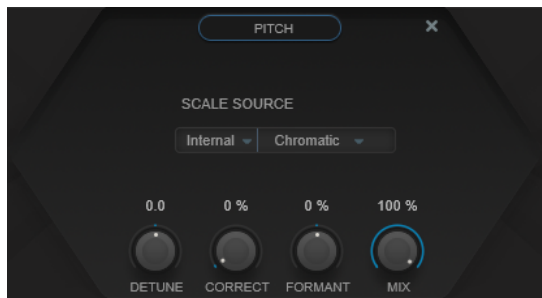 PITCH
SCALE SOURCE
Internal Chromatic
0.0 0 % 0 % 100 %
DETUNE CORRECT FORMANT MIX